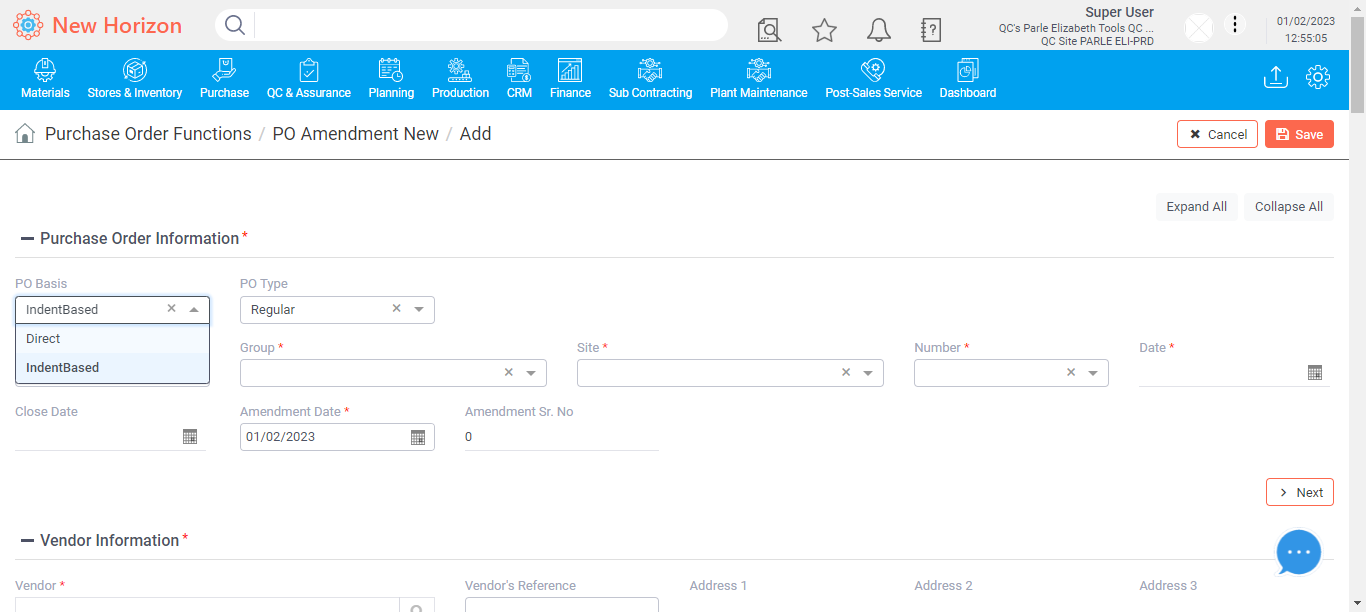 New Horizon
Super User
QC's Parle Elizabeth Tools QC ...
QC Site PARLE ELI-PRD
01/02/2023
12:55:05
Materials
Stores & Inventory
Purchase
QC & Assurance
Planning
Production
CRM
Finance
Sub Contracting
Plant Maintenance
Post-Sales Service
Dashboard
Purchase Order Functions / PO Amendment New / Add
Cancel
Save
Expand All
Collapse All
Purchase Order Information*
PO Basis
PO Type
IndentBased
Regular
Direct
IndentBased
Group *
Site *
Number *
Date *
Close Date
Amendment Date *
Amendment Sr. No
01/02/2023
0
Next
Vendor Information*
Vendor *
Vendor's Reference
Address 1
Address 2
Address 3